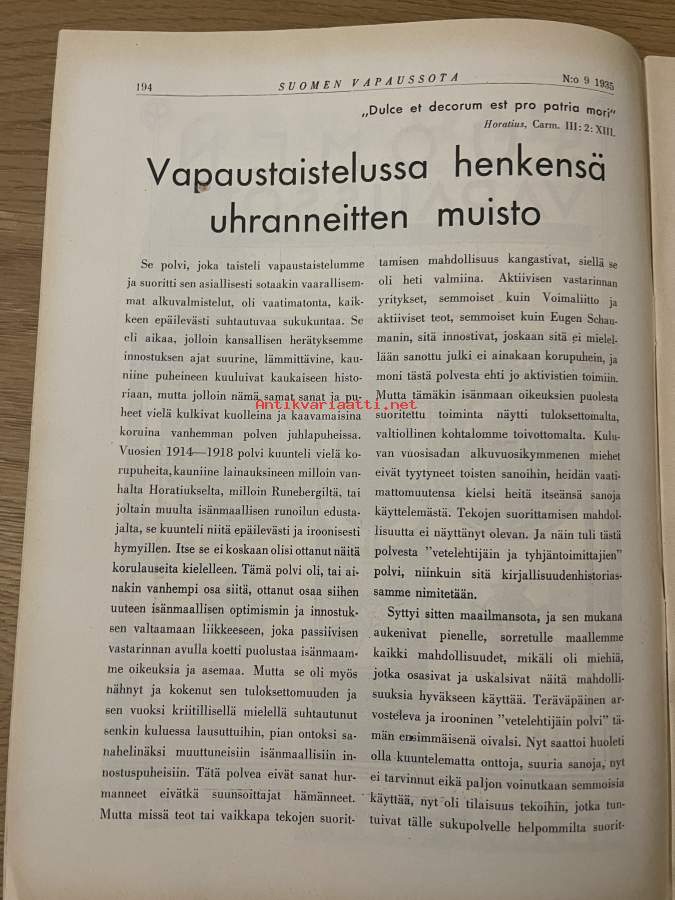 194
SUOMEN VAPAUSSOTA
N:o 9 1935
„Dulce et decorum est pro patria mori"
Horatius, Carm. III: 2: XIII.
Vapaustaistelussa henkensä
uhranneitten muisto
Se polvi, joka taisteli vapaustaistelumme
ja suoritti sen asiallisesti sotaakin vaarallisem-
mat alkuvalmistelut, oli vaatimatonta, kaik-
keen epäilevästi suhtautuvaa sukukuntaa. Se
eli aikaa, jolloin kansallisen herätyksemme
innostuksen ajat suurine, lämmittävine, kau-
niine puheineen kuuluivat kaukaiseen histo-
riaan, mutta jolloin nämä samat sanat ja pu-
heet vielä kulkivat kuolleina ja kaavamaisina
koruina vanhemman polven juhlapuheissa.
Vuosien 1914—1918 polvi kuunteli vielä ko-
rupuheita, kauniine lainauksineen milloin van-
halta Horatiukselta, milloin Runebergiltä, tai
joltain muulta isänmaallisen runoilun edusta-
jalta, se kuunteli niitä epäilevästi ja iroonisesti
hymyillen. Itse se ei koskaan olisi ottanut näitä
korulauseita kielelleen. Tämä polvi oli, tai ai-
nakin vanhempi osa siitä, ottanut osaa siihen
uuteen isänmaallisen optimismin ja innostuk-
sen valtaamaan liikkeeseen, joka passiivisen
vastarinnan avulla koetti puolustaa isänmaam-
me oikeuksia ja asemaa. Mutta se oli myös
nähnyt ja kokenut sen tuloksettomuuden ja
sen vuoksi kriitillisellä mielellä suhtautunut
senkin kuluessa lausuttuihin, pian ontoksi sa-
nahelinäksi muuttuneisiin isänmaallisiin in-
nostuspuheisiin. Tätä polvea eivät sanat hur-
manneet eivätkä suunsoittajat hämänneet.
Mutta missä teot tai vaikkapa tekojen suorit-
tamisen mahdollisuus kangastivat, siellä se
oli heti valmiina. Aktiivisen vastarinnan
yritykset, semmoiset kuin Voimaliitto ja
aktiiviset teot, semmoiset kuin Eugen Schau-
manin, sitä innostivat, joskaan sitä ei mielel-
lään sanottu julki ei ainakaan korupuhein, ja
moni tästä polvesta ehti jo aktivistien toimiin.
Mutta tämäkin isänmaan oikeuksien puolesta
suoritettu toiminta näytti tuloksettomalta,
valtiollinen kohtalomme toivottomalta. Kulu-
van vuosisadan alkuvuosikymmenen miehet
eivät tyytyneet toisten sanoihin, heidän vaati-
mattomuutensa kielsi heitä itseänsä sanoja
käyttelemästä. Tekojen suorittamisen mahdol-
lisuutta ei näyttänyt olevan. Ja näin tuli tästä
polvesta "vetelehtijäin ja tyhjäntoimittajien"
polvi, niinkuin sitä kirjallisuudenhistorias-
samme nimitetään.
Syttyi sitten maailmansota, ja sen mukana
aukenivat pienelle, sorretulle maallemme
kaikki mahdollisuudet, mikäli oli miehiä,
jotka osasivat ja uskalsivat näitä mahdolli-
suuksia hyväkseen käyttää. Teräväpäinen ar-
vosteleva ja irooninen "vetelehtijäin polvi" tä-
män ensimmäisenä oivalsi. Nyt saattoi huoleti
olla kuuntelematta onttoja, suuria sanoja, nyt
ei tarvinnut eikä paljon voinutkaan semmoisia
käyttää, nyt oli tilaisuus tekoihin, jotka tun-
tuivat tälle sukupolvelle helpommilta suorit-
Antikvariaatti.net